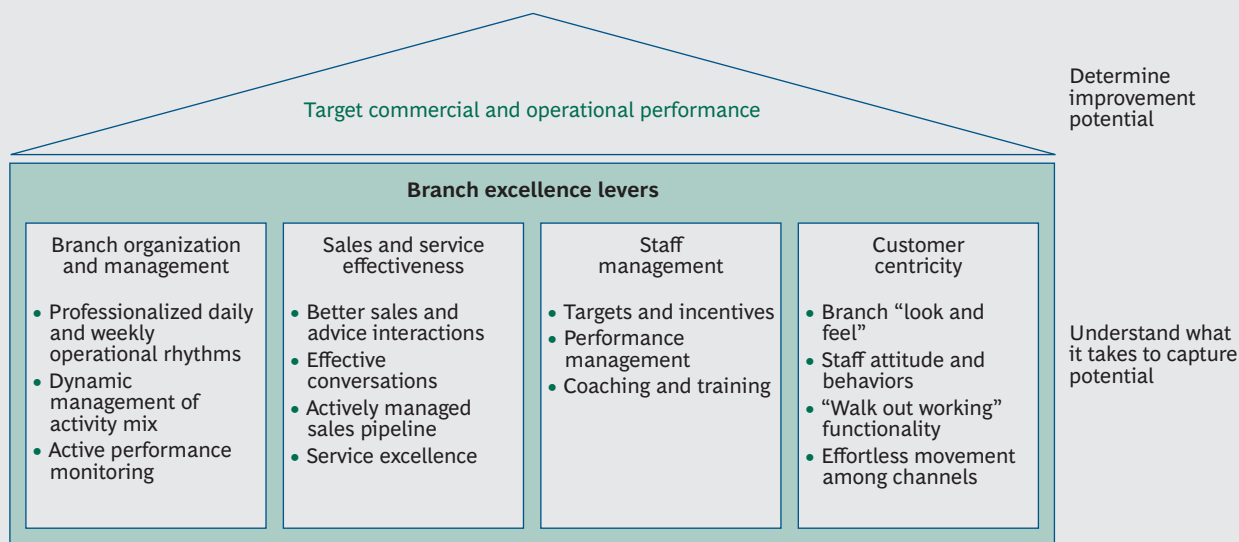 Target commercial and operational performance
Determine
improvement
potential
Branch excellence levers
Branch organization
and management
• Professionalized daily
and weekly
operational rhythms
• Dynamic
management of
activity mix
• Active performance
monitoring
Sales and service
effectiveness
• Better sales and
advice interactions
• Effective
conversations
• Actively managed
sales pipeline
• Service excellence
Staff
management
• Targets and incentives
• Performance
management
• Coaching and training
Customer
centricity
• Branch “look and
feel”
• Staff attitude and
behaviors
• “Walk out working”
functionality
• Effortless movement
among channels
Understand what
it takes to capture
potential